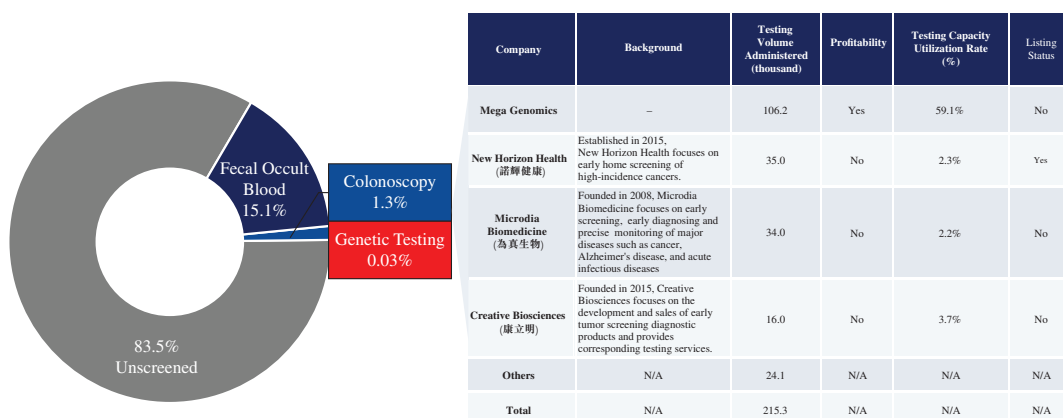 Fecal Occult
Blood
15.1%
Colonoscopy
1.3%
Genetic Testing
0.03%
83.5%
Unscreened
Company
Background
Testing
Volume
Administered
(thousand)
Profitability
Testing Capacity
Utilization Rate
(%)
Listing
Status
Mega Genomics
–
106.2
Yes
59.1%
No
New Horizon Health
(諾輝健康)
Established in 2015,
New Horizon Health focuses on
early home screening of
high-incidence cancers.
35.0
No
2.3%
Yes
Microdia
Biomedicine
(為真生物)
Founded in 2008, Microdia
Biomedicine focuses on early
screening, early diagnosing and
precise monitoring of major
diseases such as cancer,
Alzheimer's disease, and acute
infectious diseases
34.0
No
2.2%
No
Creative Biosciences
(康立明)
Founded in 2015, Creative
Biosciences focuses on the
development and sales of early
tumor screening diagnostic
products and provides
corresponding testing services.
16.0
No
3.7%
No
Others
N/A
24.1
N/A
N/A
N/A
Total
N/A
215.3
N/A
N/A
N/A